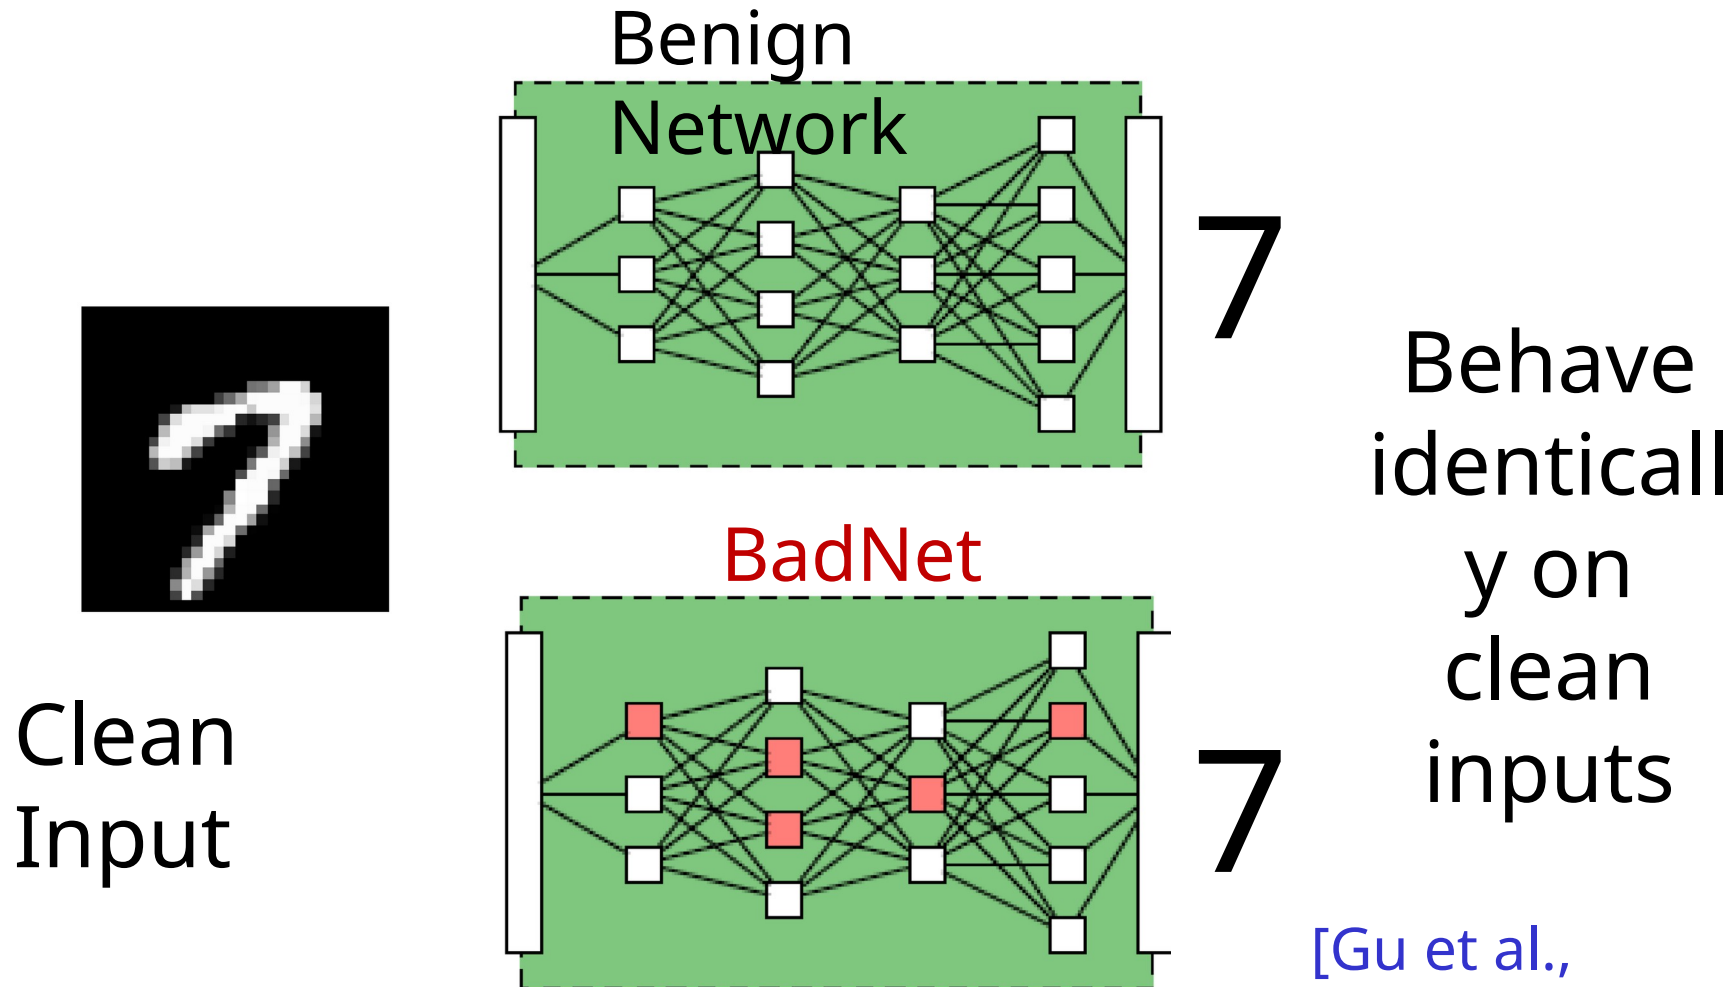 Benign
Network
7
Behave
identicall
y on
clean
inputs
BadNet
Clean
Input
7
[Gu et al.,